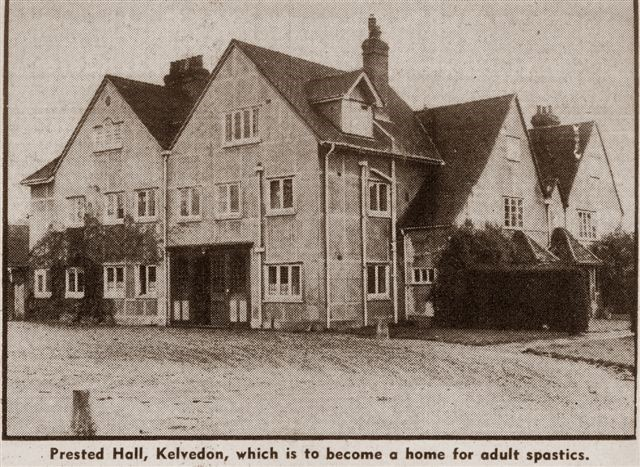 Prested Hall, Kelvedon, which is to become a home for adult spastics.